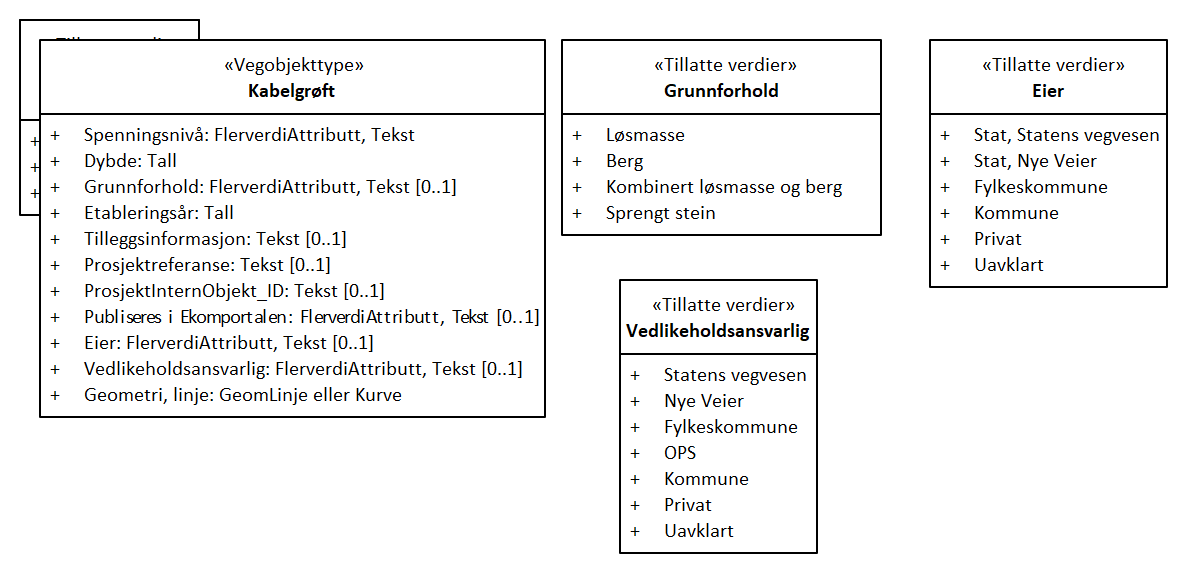 «Vegobjekttype»
Kabelgrøft
+ Spenningsnivå: FlerverdiAttributt, Tekst
+ Dybde: Tall
+ Grunnforhold: FlerverdiAttributt, Tekst [0..1]
+ Etableringsår: Tall
+ Tilleggsinformasjon: Tekst [0..1]
+ Prosjektreferanse: Tekst [0..1]
+ ProsjektInternObjekt_ID: Tekst [0..1]
+ Publiseres i Ekomportalen: FlerverdiAttributt, Tekst [0..1]
+ Eier: FlerverdiAttributt, Tekst [0..1]
+ Vedlikeholdsansvarlig: FlerverdiAttributt, Tekst [0..1]
+ Geometri, linje: GeomLinje eller Kurve
+
+
+
«Tillatte verdier»
Grunnforhold
+ Løsmasse
+ Berg
+ Kombinert løsmasse og berg
+ Sprengt stein
«Tillatte verdier»
Eier
+ Stat, Statens vegvesen
+ Stat, Nye Veier
+ Fylkeskommune
+ Kommune
+ Privat
+ Uavklart
«Tillatte verdier»
Vedlikeholdsansvarlig
+ Statens vegvesen
+ Nye Veier
+ Fylkeskommune
+ OPS
+ Kommune
+ Privat
+ Uavklart